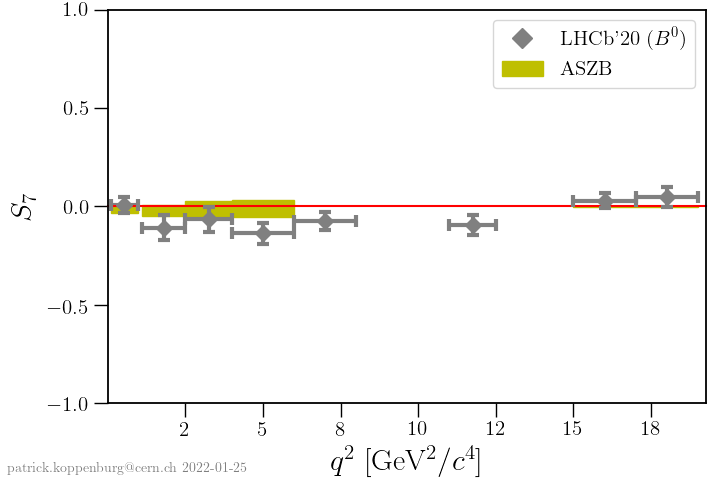 1.0
LHCb'20 (B⁰)
ASZB
0.5
S₇
0.0
−0.5
−1.0
2 5 8 10 12 15 18
q² [GeV²/c⁴]
patrick.koppenburg@cern.ch 2022-01-25